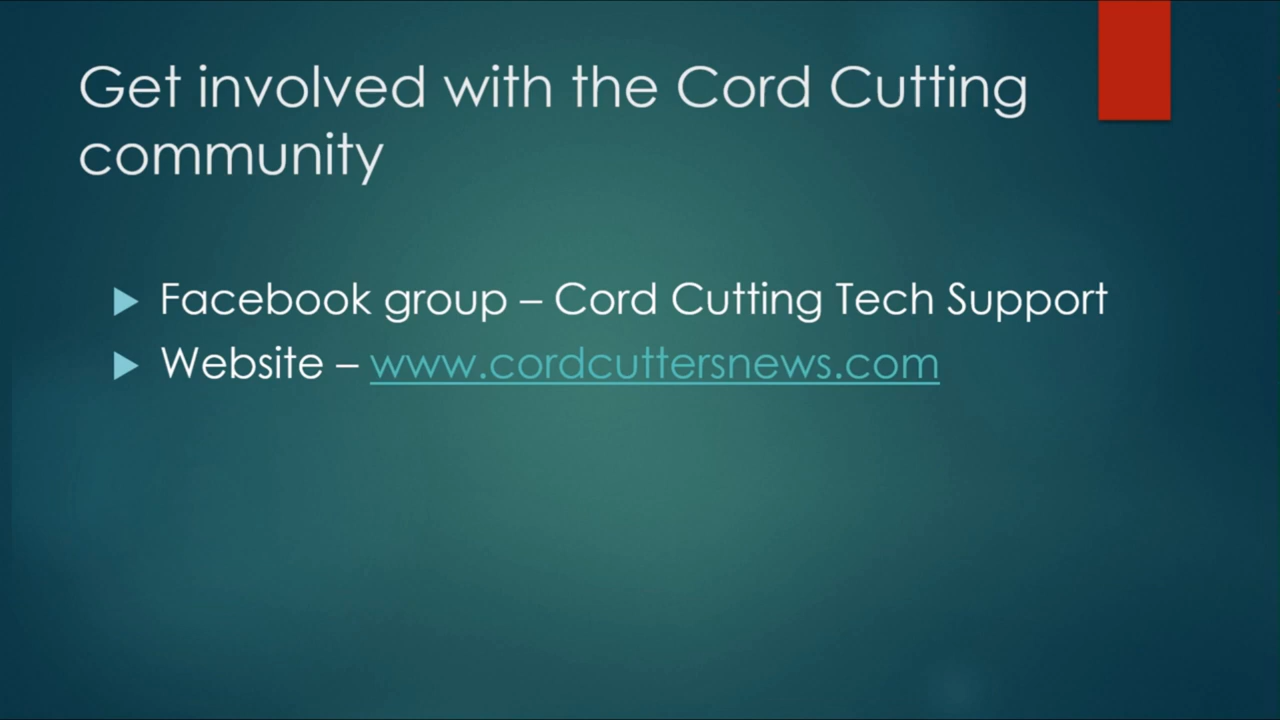 Get involved with the Cord Cutting
community
Facebook group – Cord Cutting Tech Support
Website – www.cordcuttersnews.com